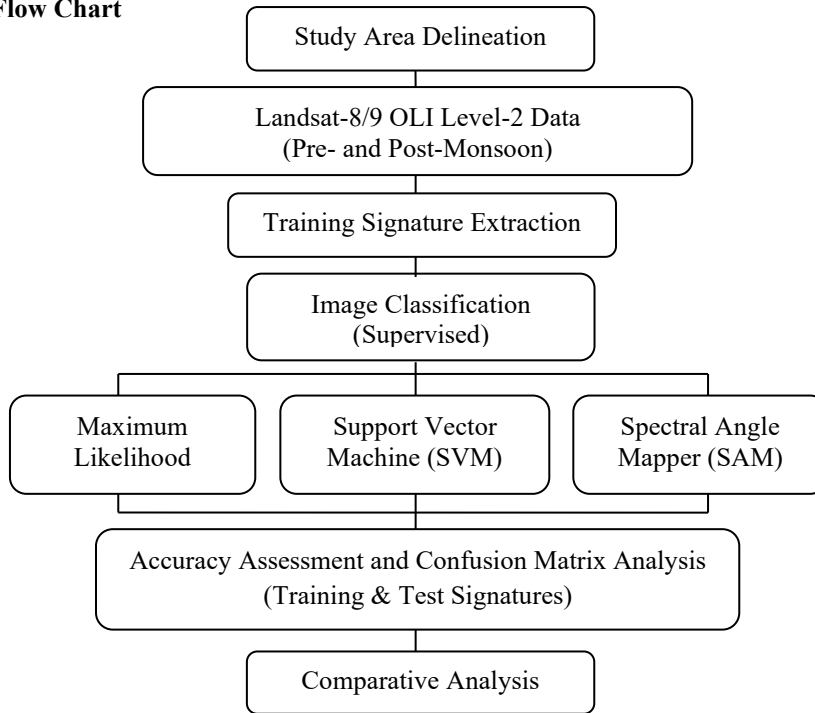 Flow Chart
Study Area Delineation
Landsat-8/9 OLI Level-2 Data
(Pre- and Post-Monsoon)
Training Signature Extraction
Image Classification
(Supervised)
Maximum
Likelihood
Support Vector
Machine (SVM)
Spectral Angle
Mapper (SAM)
Accuracy Assessment and Confusion Matrix Analysis
(Training & Test Signatures)
Comparative Analysis